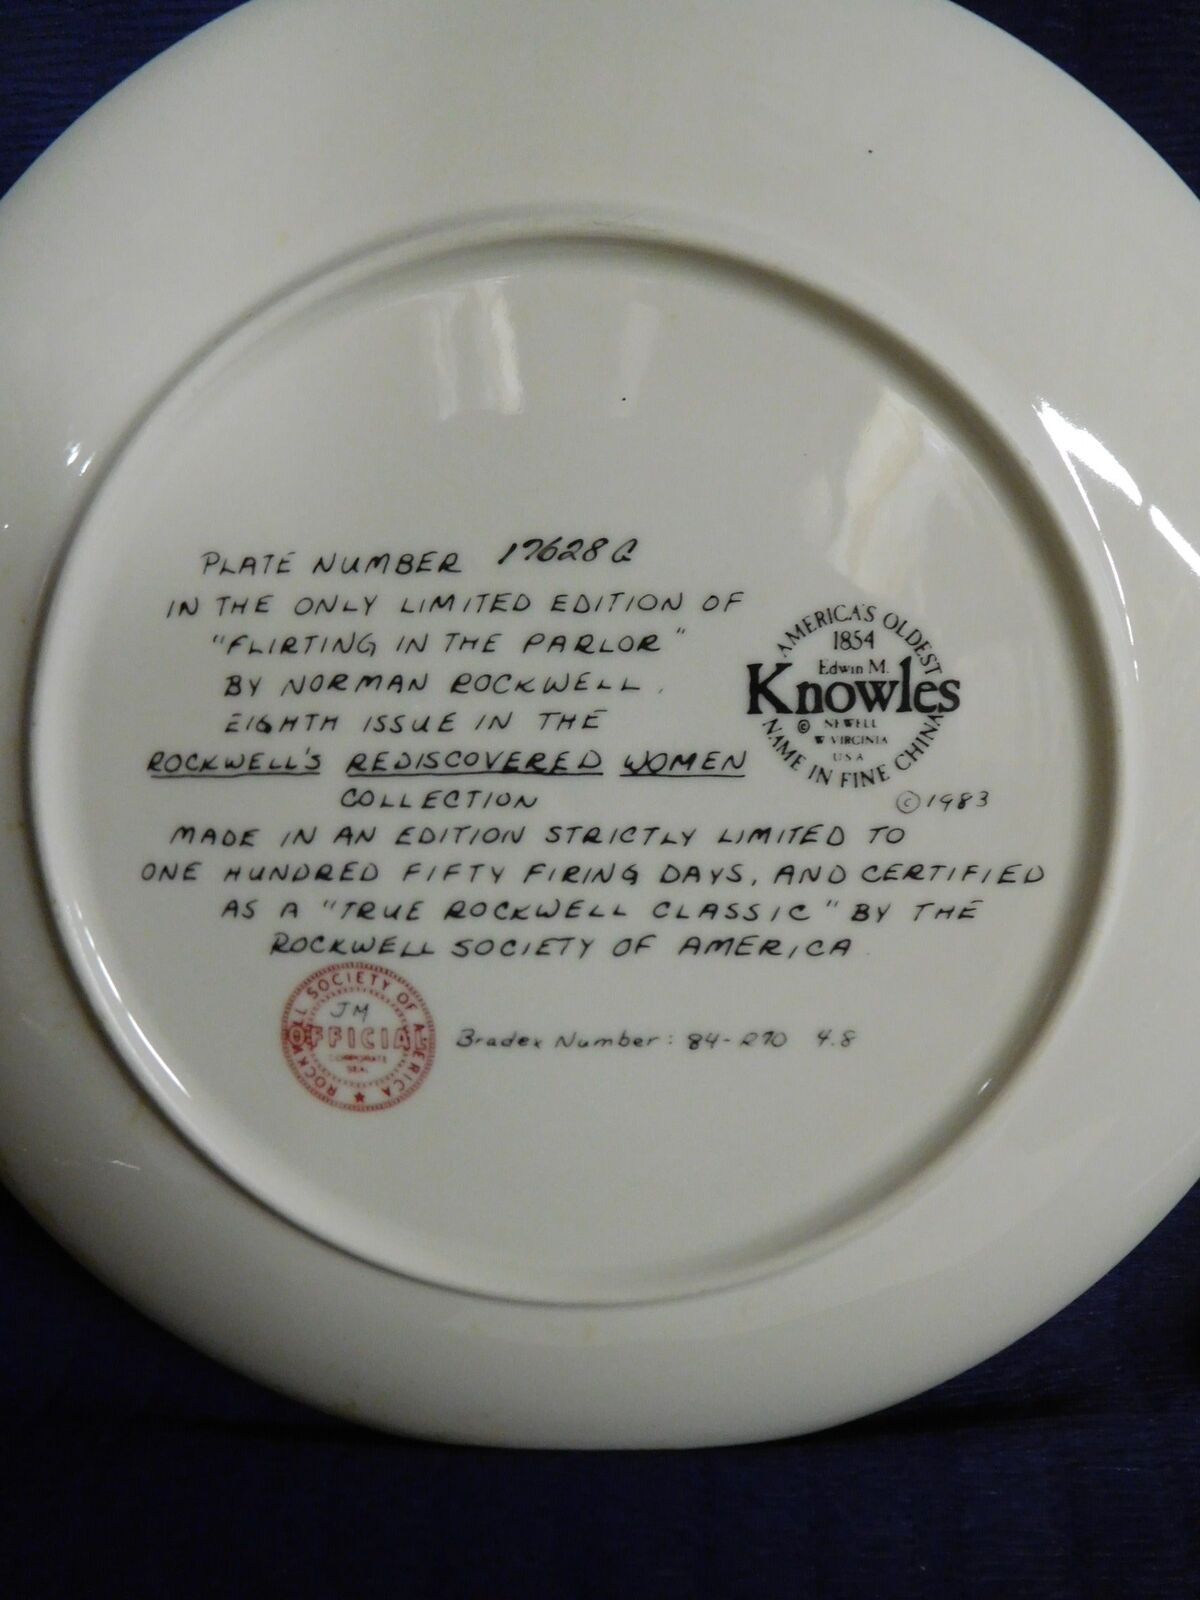 PLATE NUMBER 17628G
IN THE ONLY LIMITED EDITION OF
"FLIRTING IN THE PARLOR"
BY NORMAN ROCKWELL.
EIGHTH ISSUE IN THE
ROCKWELL'S REDISCOVERED WOMEN
COLLECTION
MADE IN AN EDITION STRICTLY LIMITED TO
ONE HUNDRED FIFTY FIRING DAYS, AND CERTIFIED
AS A "TRUE ROCKWELL CLASSIC" BY THE
ROCKWELL SOCIETY OF AMERICA
AMERICA'S OLDEST
1854
Edwin M.
Knowles
© NEWELL
W VIRGINIA
USA
NAME IN FINE CHINA
©1983
ROCKWELL SOCIETY OF AMERICA
JM
OFFICIAL
CORPORATE
SEAL
Bradex Number: 84-R70 4.8